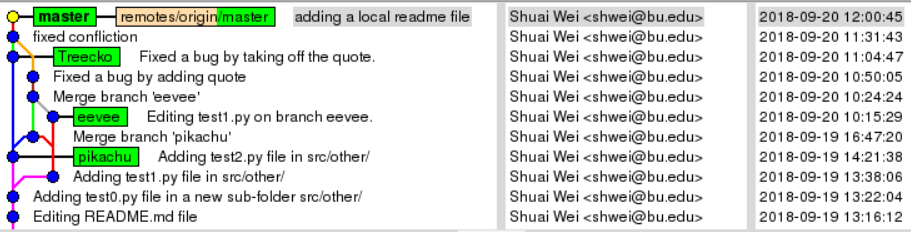 master remotes/origin/master adding a local readme file Shuai Wei <shwei@bu.edu> 2018-09-20 12:00:45
fixed confliction Shuai Wei <shwei@bu.edu> 2018-09-20 11:31:43
Treecko Fixed a bug by taking off the quote. Shuai Wei <shwei@bu.edu> 2018-09-20 11:04:47
Fixed a bug by adding quote Shuai Wei <shwei@bu.edu> 2018-09-20 10:50:05
Merge branch 'eevee' Shuai Wei <shwei@bu.edu> 2018-09-20 10:24:24
eevee Editing test1.py on branch eevee. Shuai Wei <shwei@bu.edu> 2018-09-20 10:15:29
Merge branch 'pikachu' Shuai Wei <shwei@bu.edu> 2018-09-19 16:47:20
pikachu Adding test2.py file in src/other/ Shuai Wei <shwei@bu.edu> 2018-09-19 14:21:38
Adding test1.py file in src/other/ Shuai Wei <shwei@bu.edu> 2018-09-19 13:38:06
Adding test0.py file in a new sub-folder src/other/ Shuai Wei <shwei@bu.edu> 2018-09-19 13:22:04
Editing README.md file Shuai Wei <shwei@bu.edu> 2018-09-19 13:16:12